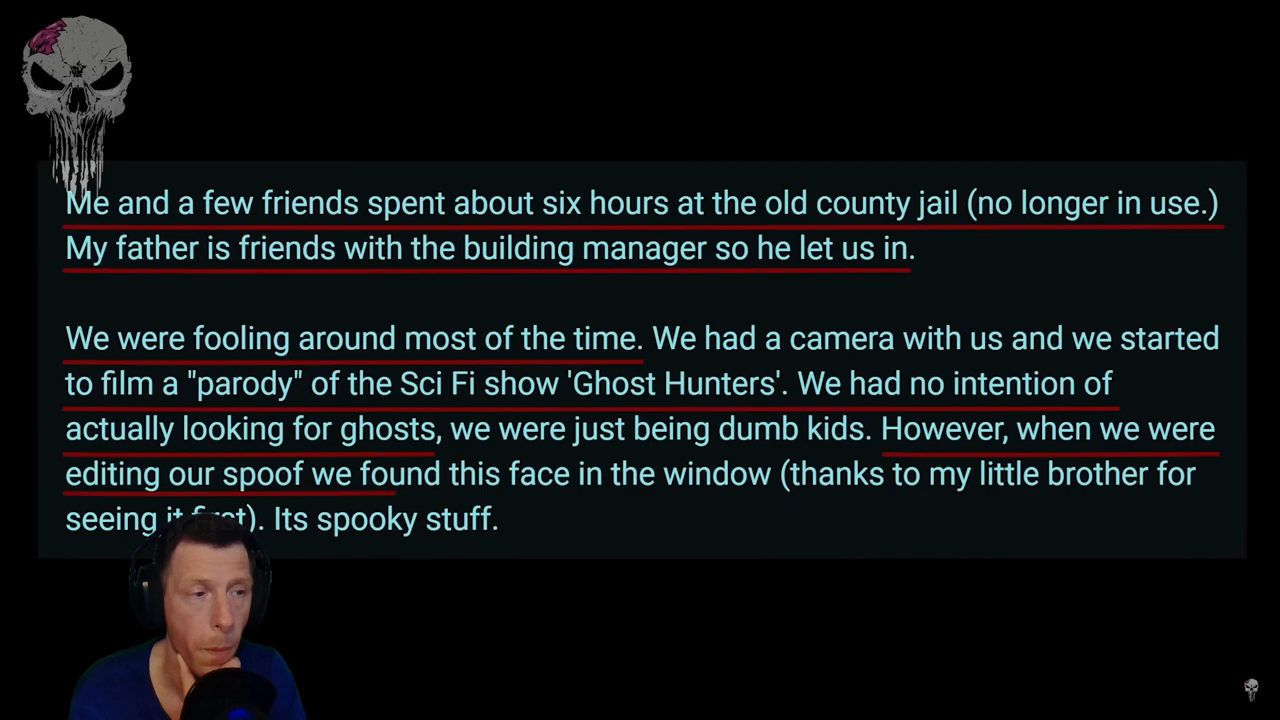 Me and a few friends spent about six hours at the old county jail (no longer in use.)
My father is friends with the building manager so he let us in.
We were fooling around most of the time. We had a camera with us and we started
to film a "parody" of the Sci Fi show 'Ghost Hunters'. We had no intention of
actually looking for ghosts, we were just being dumb kids. However, when we were
editing our spoof we found this face in the window (thanks to my little brother for
seeing it first). Its spooky stuff.